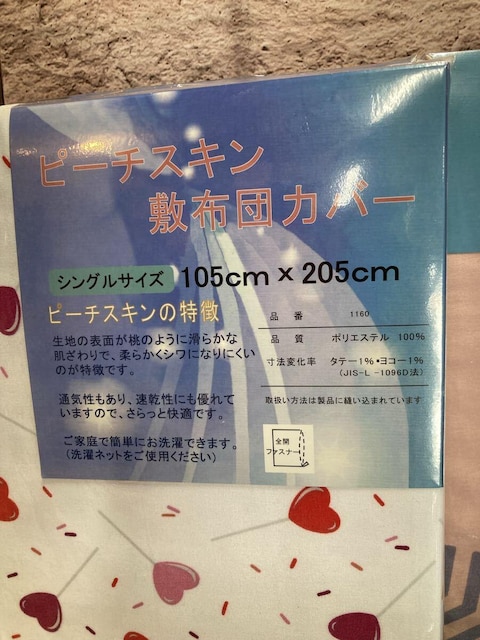 ピーチスキン
敷布団カバー
シングルサイズ 105cm×205cm
ピーチスキンの特徴
生地の表面が桃のように滑らかな
肌ざわりで、柔らかくシワになりにくい
のが特徴です。
通気性もあり、速乾性にも優れて
いますので、さらっと快適です。
ご家庭で簡単にお洗濯できます。
(洗濯ネットをご使用ください)
品番 1160
品質 ポリエステル 100%
寸法変化率 タテー1%•ヨコー1%
(JIS-L -1096D法)
取扱い方法は製品に縫い込まれています
全開
ファスナー